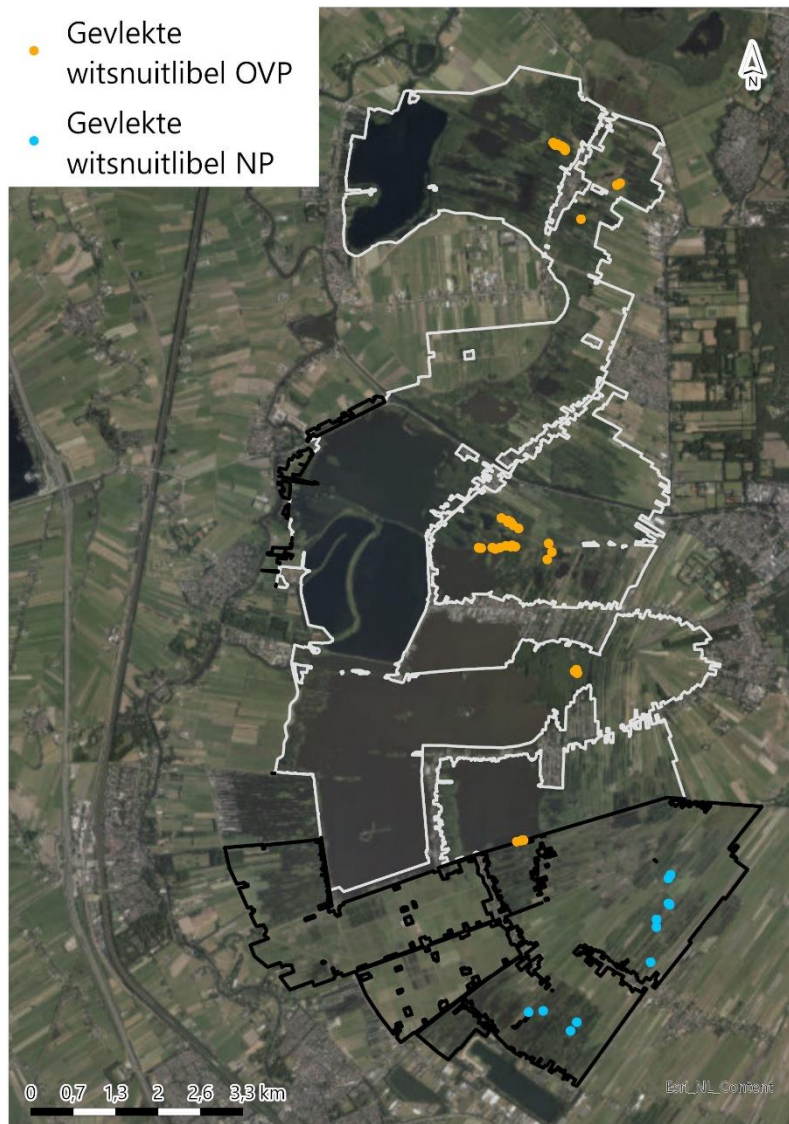 Gevlekte
witsnuitlibel OVP
Gevlekte
witsnuitlibel NP
N
0 0,7 1,3 2 2,6 3,3 km
Esri_NL_Content